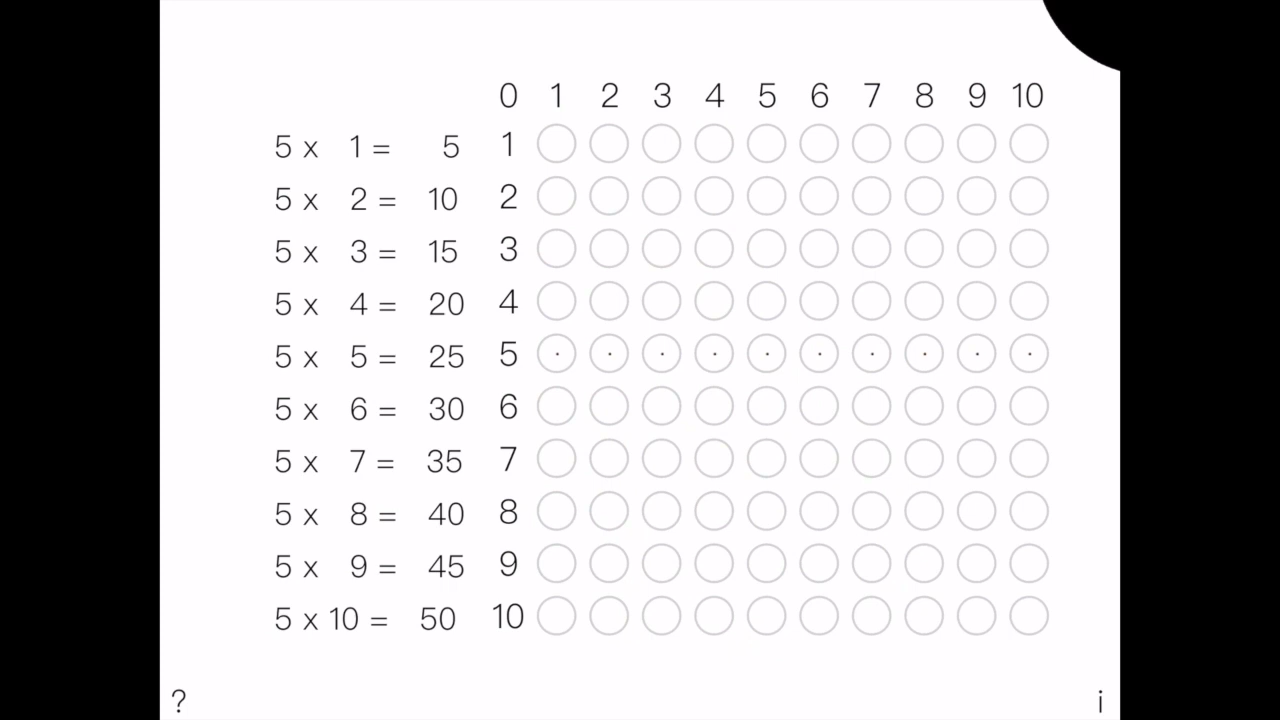 0 1 2 3 4 5 6 7 8 9 10
5 x 1 = 5 1
5 x 2 = 10 2
5 x 3 = 15 3
5 x 4 = 20 4
5 x 5 = 25 5
5 x 6 = 30 6
5 x 7 = 35 7
5 x 8 = 40 8
5 x 9 = 45 9
5 x 10 = 50 10
? i